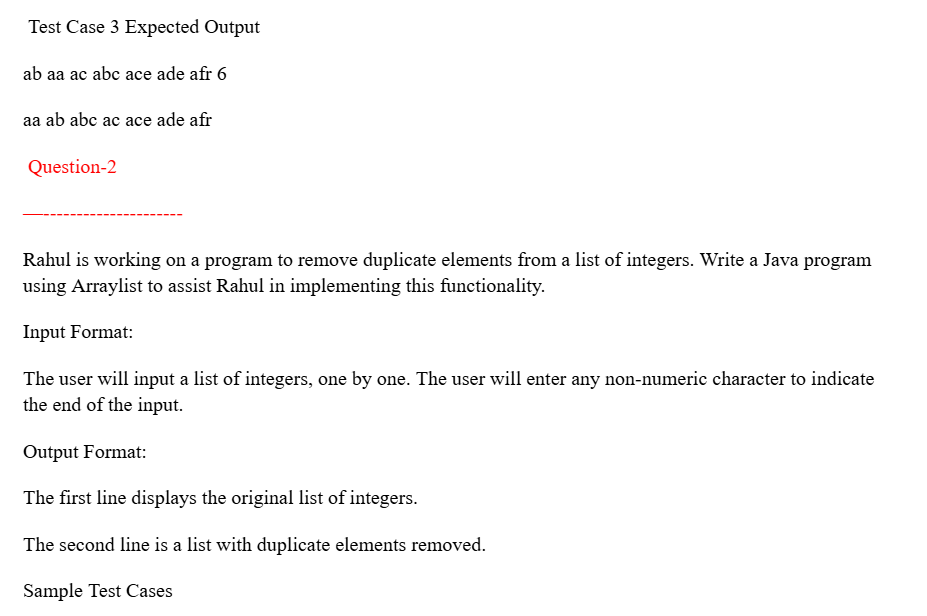 Test Case 3 Expected Output
ab aa ac abc ace ade afr 6
aa ab abc ac ace ade afr
Question-2
—---------------------
Rahul is working on a program to remove duplicate elements from a list of integers. Write a Java program
using Arraylist to assist Rahul in implementing this functionality.
Input Format:
The user will input a list of integers, one by one. The user will enter any non-numeric character to indicate
the end of the input.
Output Format:
The first line displays the original list of integers.
The second line is a list with duplicate elements removed.
Sample Test Cases